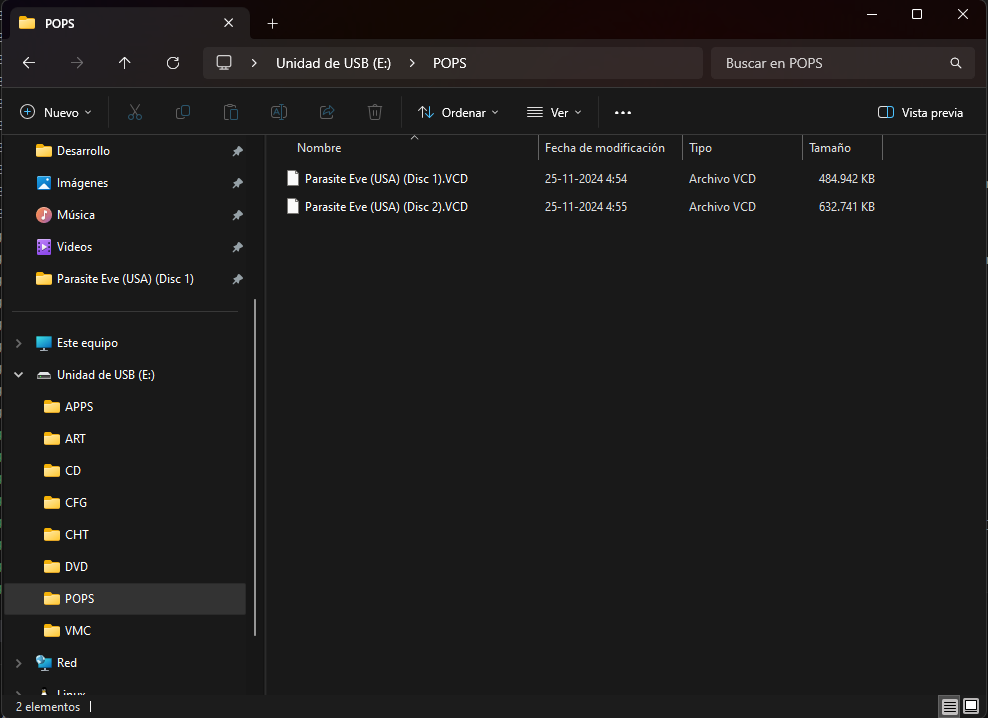 POPS
Unidad de USB (E:) > POPS
Buscar en POPS
Nuevo
Ordenar
Ver
Vista previa
Desarrollo
Imágenes
Música
Videos
Parasite Eve (USA) (Disc 1)
Este equipo
Unidad de USB (E:)
APPS
ART
CD
CFG
CHT
DVD
POPS
VMC
Red
Linux
Nombre Fecha de modificación Tipo Tamaño
Parasite Eve (USA) (Disc 1).VCD 25-11-2024 4:54 Archivo VCD 484.942 KB
Parasite Eve (USA) (Disc 2).VCD 25-11-2024 4:55 Archivo VCD 632.741 KB
2 elementos